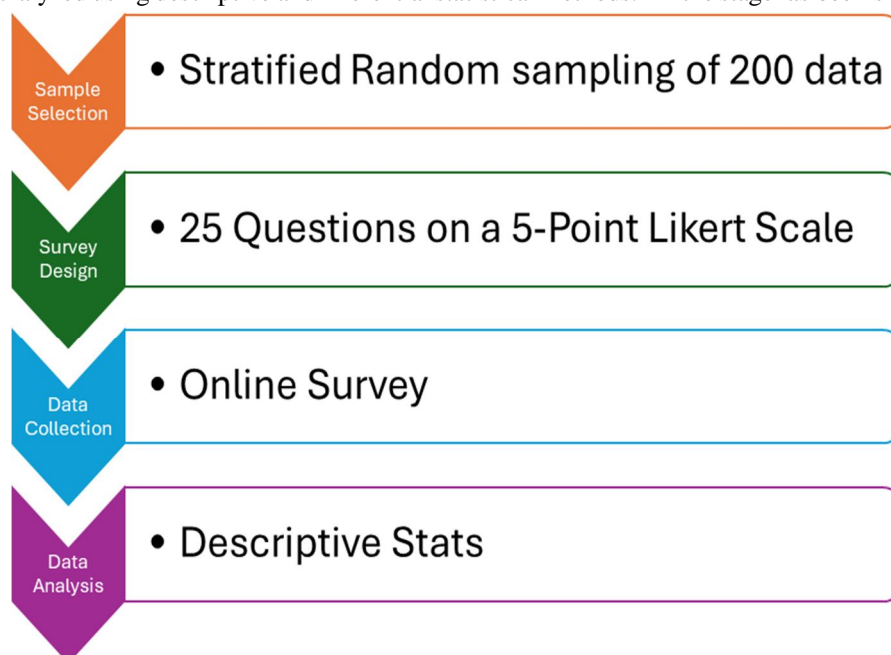 Sample
Selection
• Stratified Random sampling of 200 data
Survey
Design
• 25 Questions on a 5-Point Likert Scale
Data
Collection
• Online Survey
Data
Analysis
• Descriptive Stats